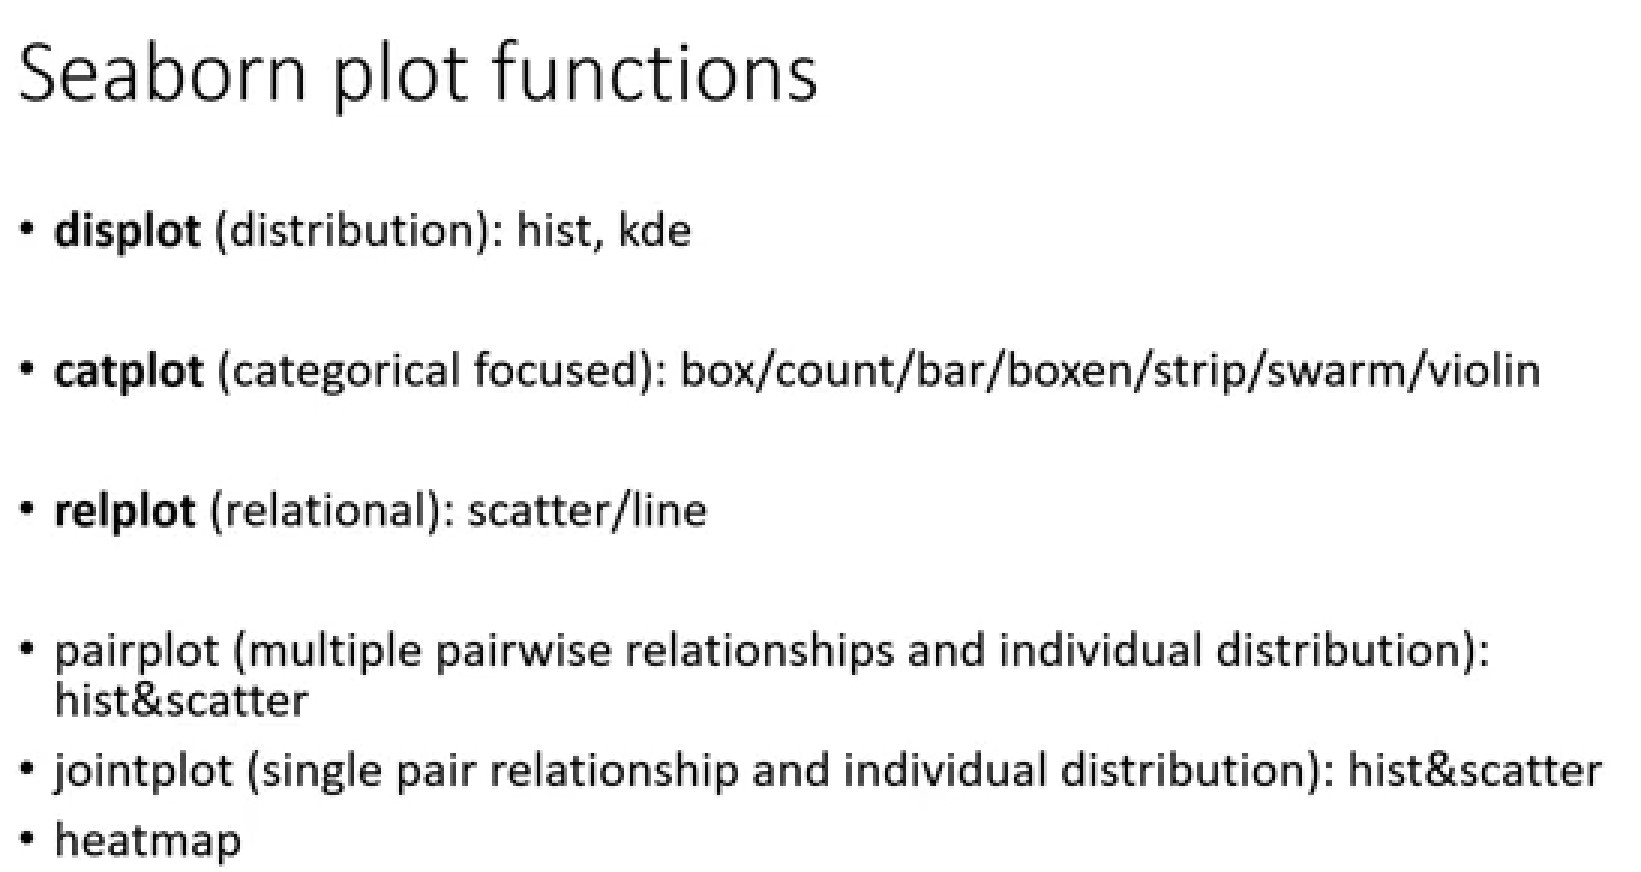 Seaborn plot functions
• displot (distribution): hist, kde
• catplot (categorical focused): box/count/bar/boxen/strip/swarm/violin
• relplot (relational): scatter/line
• pairplot (multiple pairwise relationships and individual distribution):
hist&scatter
• jointplot (single pair relationship and individual distribution): hist&scatter
• heatmap